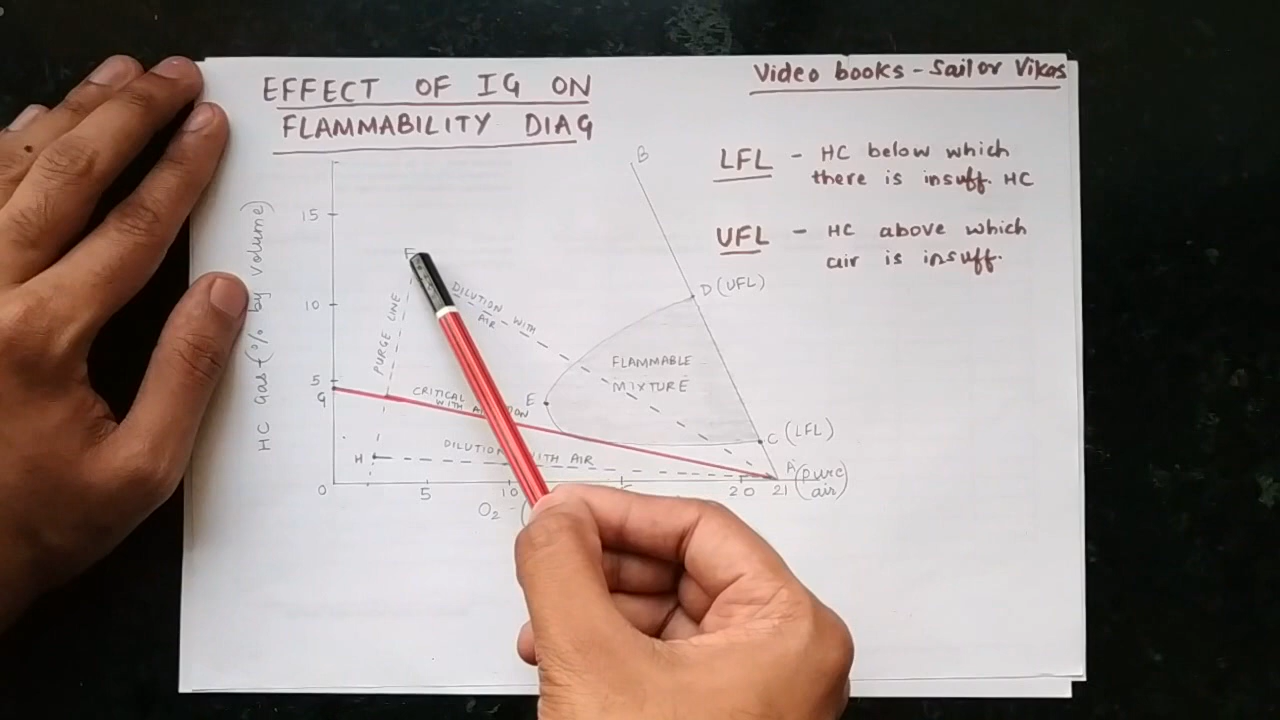 EFFECT OF IG ON
FLAMMABILITY DIAG
Video books - Sailor Vikas
LFL - HC below which
there is insuff. HC
UFL - HC above which
air is insuff.
B
15
F
D (UFL)
DILUTION WITH
AIR
10
PURGE LINE
HC Gas (% by volume)
FLAMMABLE
MIXTURE
5
G
CRITICAL
WITH
E
C (LFL)
DILUTION WITH AIR
H
A (pure
air)
0
5
10
20
21
O2 - (